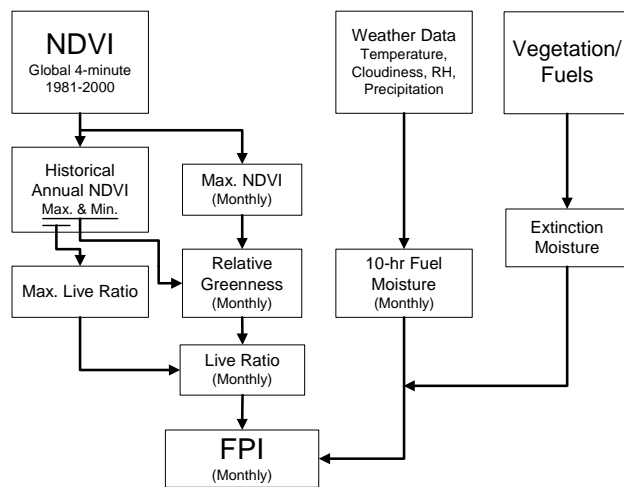 NDVI
Global 4-minute
1981-2000
Weather Data
Temperature,
Cloudiness, RH,
Precipitation
Vegetation/
Fuels
Historical
Annual NDVI
Max. & Min.
Max. NDVI
(Monthly)
Extinction
Moisture
Max. Live Ratio
Relative
Greenness
(Monthly)
10-hr Fuel
Moisture
(Monthly)
Live Ratio
(Monthly)
FPI
(Monthly)